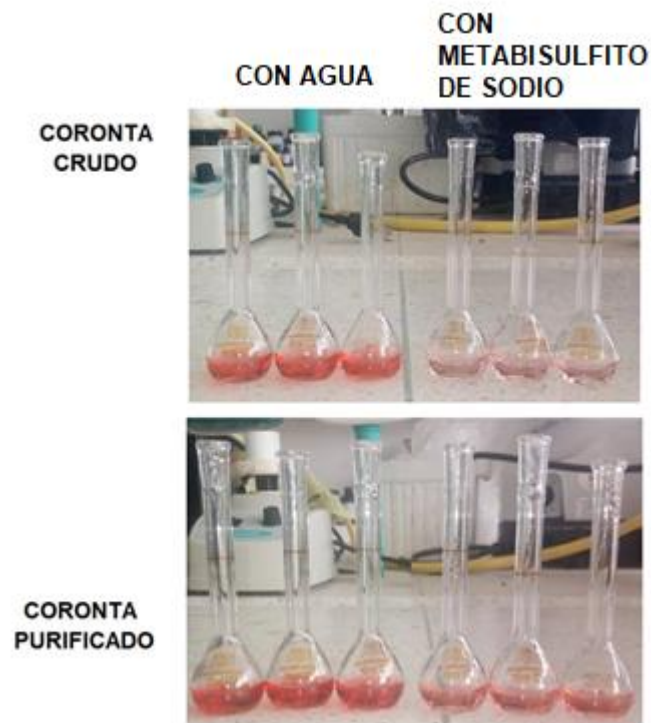 CON AGUA
CON
METABISULFITO
DE SODIO
CORONTA
CRUDO
CORONTA
PURIFICADO